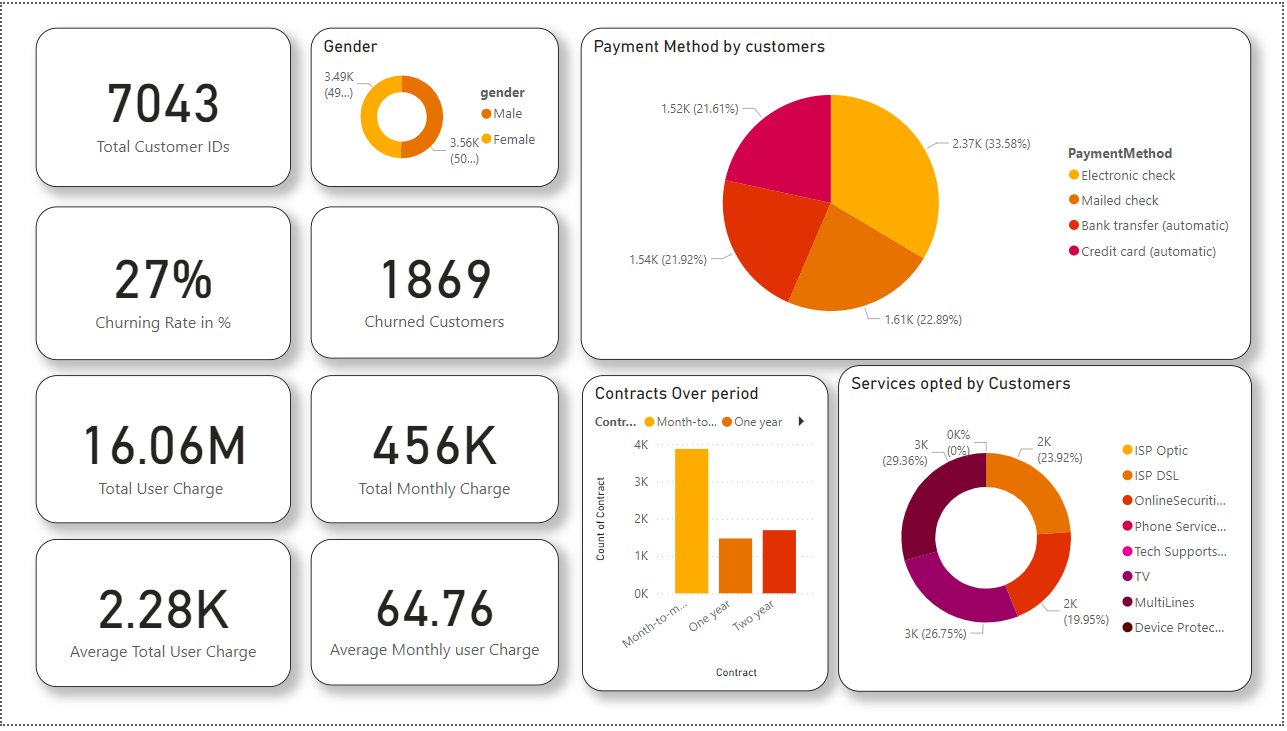 7043
Total Customer IDs
Gender
3.49K
(49...)
3.56K
(50...)
gender
Male
Female
Payment Method by customers
1.52K (21.61%)
2.37K (33.58%)
1.54K (21.92%)
1.61K (22.89%)
PaymentMethod
Electronic check
Mailed check
Bank transfer (automatic)
Credit card (automatic)
27%
Churning Rate in %
1869
Churned Customers
16.06M
Total User Charge
456K
Total Monthly Charge
2.28K
Average Total User Charge
64.76
Average Monthly user Charge
Contracts Over period
Contr... Month-to... One year
4K
3K
2K
1K
0K
Count of Contract
Month-to-m...
One year
Two year
Contract
Services opted by Customers
0K%
(0%)
2K
(23.92%)
3K
(29.36%)
3K (26.75%)
2K
(19.95%)
ISP Optic
ISP DSL
OnlineSecuriti...
Phone Service...
Tech Supports...
TV
MultiLines
Device Protec...